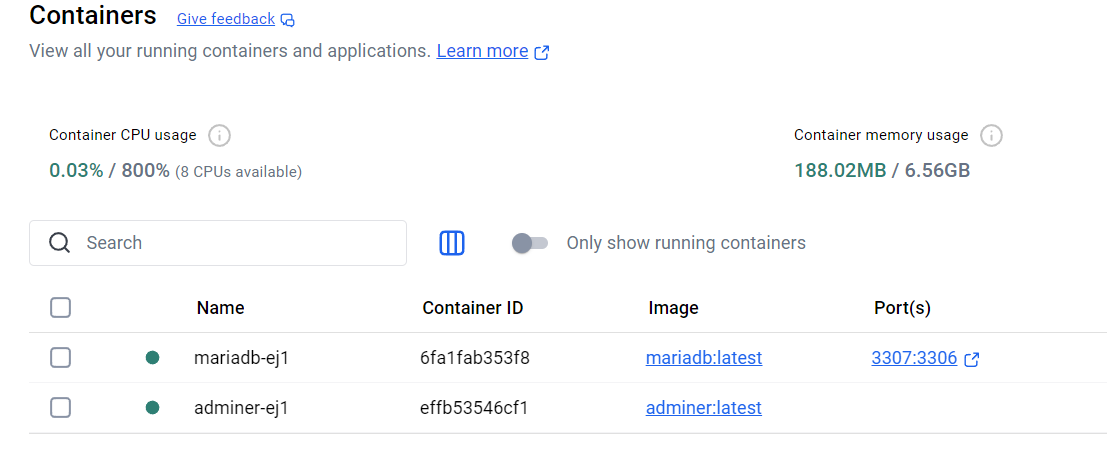 Containers Give feedback
View all your running containers and applications. Learn more
Container CPU usage Container memory usage
0.03% / 800% (8 CPUs available) 188.02MB / 6.56GB
Search Only show running containers
Name Container ID Image Port(s)
mariadb-ej1 6fa1fab353f8 mariadb:latest 3307:3306
adminer-ej1 effb53546cf1 adminer:latest